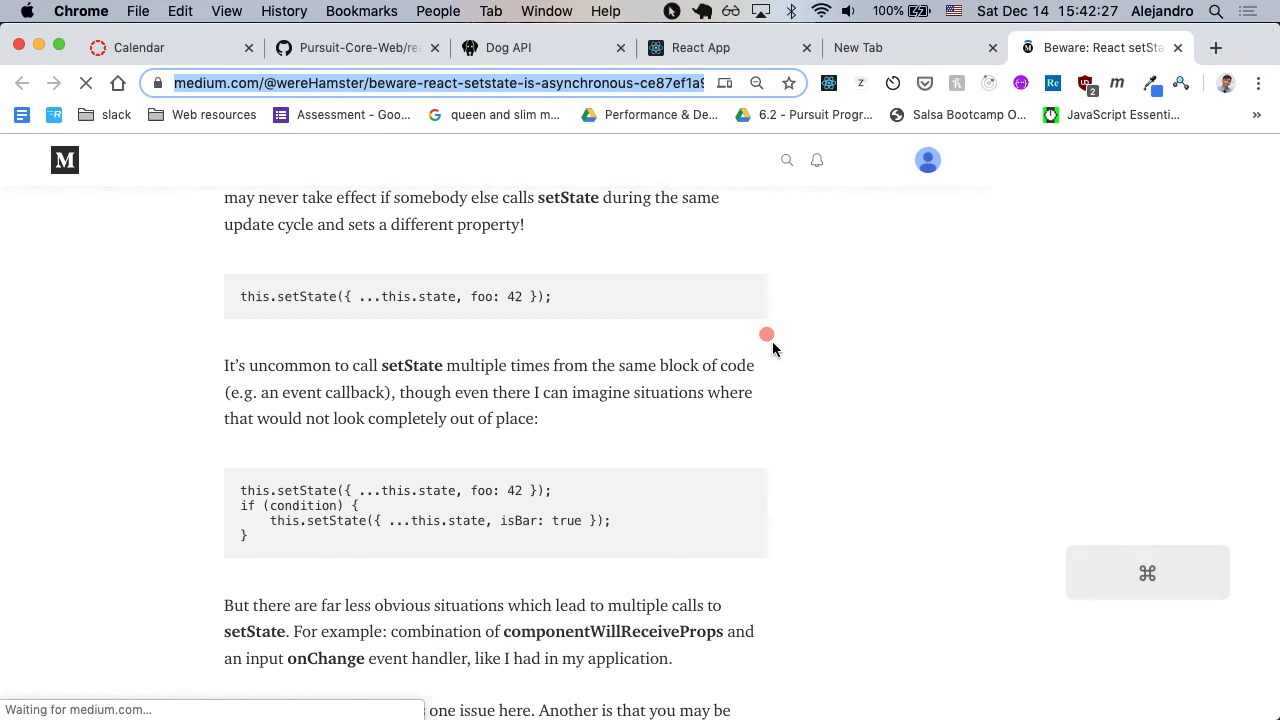 Chrome File Edit View History Bookmarks People Tab Window Help 100% Sat Dec 14 15:42:27 Alejandro
Calendar Pursuit-Core-Web/rea Dog API React App New Tab Beware: React setSta
medium.com/@wereHamster/beware-react-setstate-is-asynchronous-ce87ef1a9 z Re 2 m
slack Web resources Assessment - Goo... queen and slim m... Performance & De... 6.2 - Pursuit Progr... Salsa Bootcamp O... JavaScript Essenti... »
M
may never take effect if somebody else calls setState during the same
update cycle and sets a different property!
this.setState({ ...this.state, foo: 42 });
It’s uncommon to call setState multiple times from the same block of code
(e.g. an event callback), though even there I can imagine situations where
that would not look completely out of place:
this.setState({ ...this.state, foo: 42 });
if (condition) {
this.setState({ ...this.state, isBar: true });
}
⌘
But there are far less obvious situations which lead to multiple calls to
setState. For example: combination of componentWillReceiveProps and
an input onChange event handler, like I had in my application.
Waiting for medium.com... one issue here. Another is that you may be